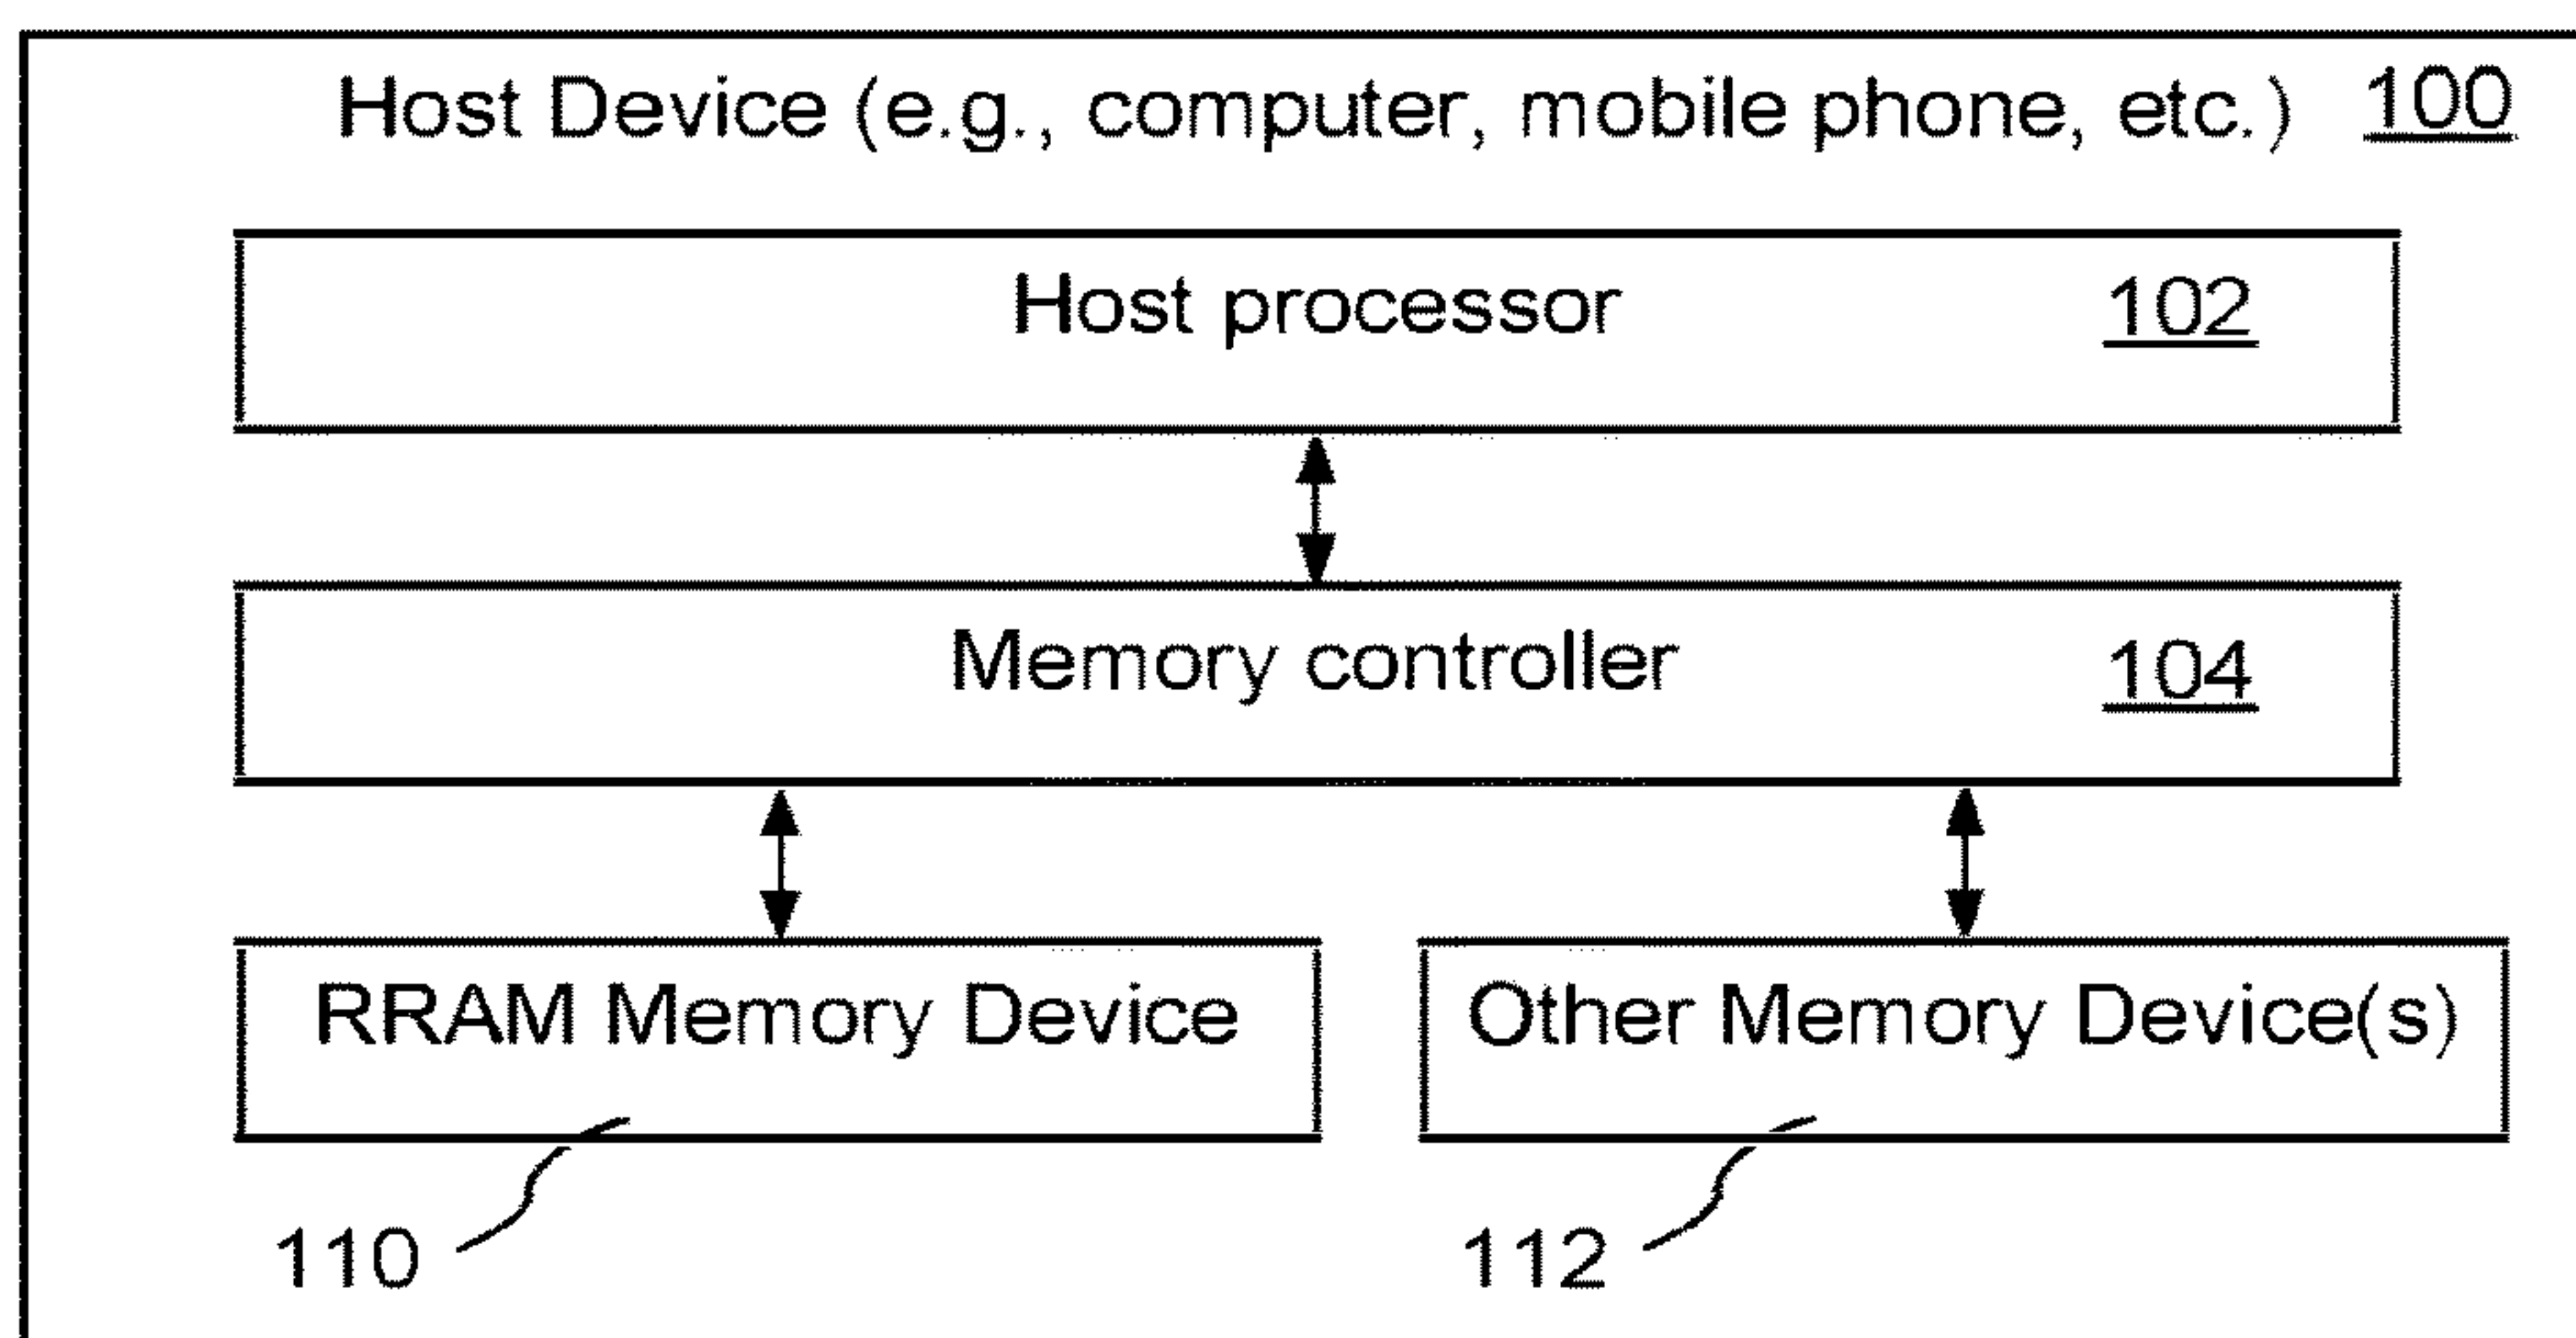 Host Device (e.g., computer, mobile phone, etc.) 100
Host processor 102
Memory controller 104
RRAM Memory Device
Other Memory Device(s)
110
112